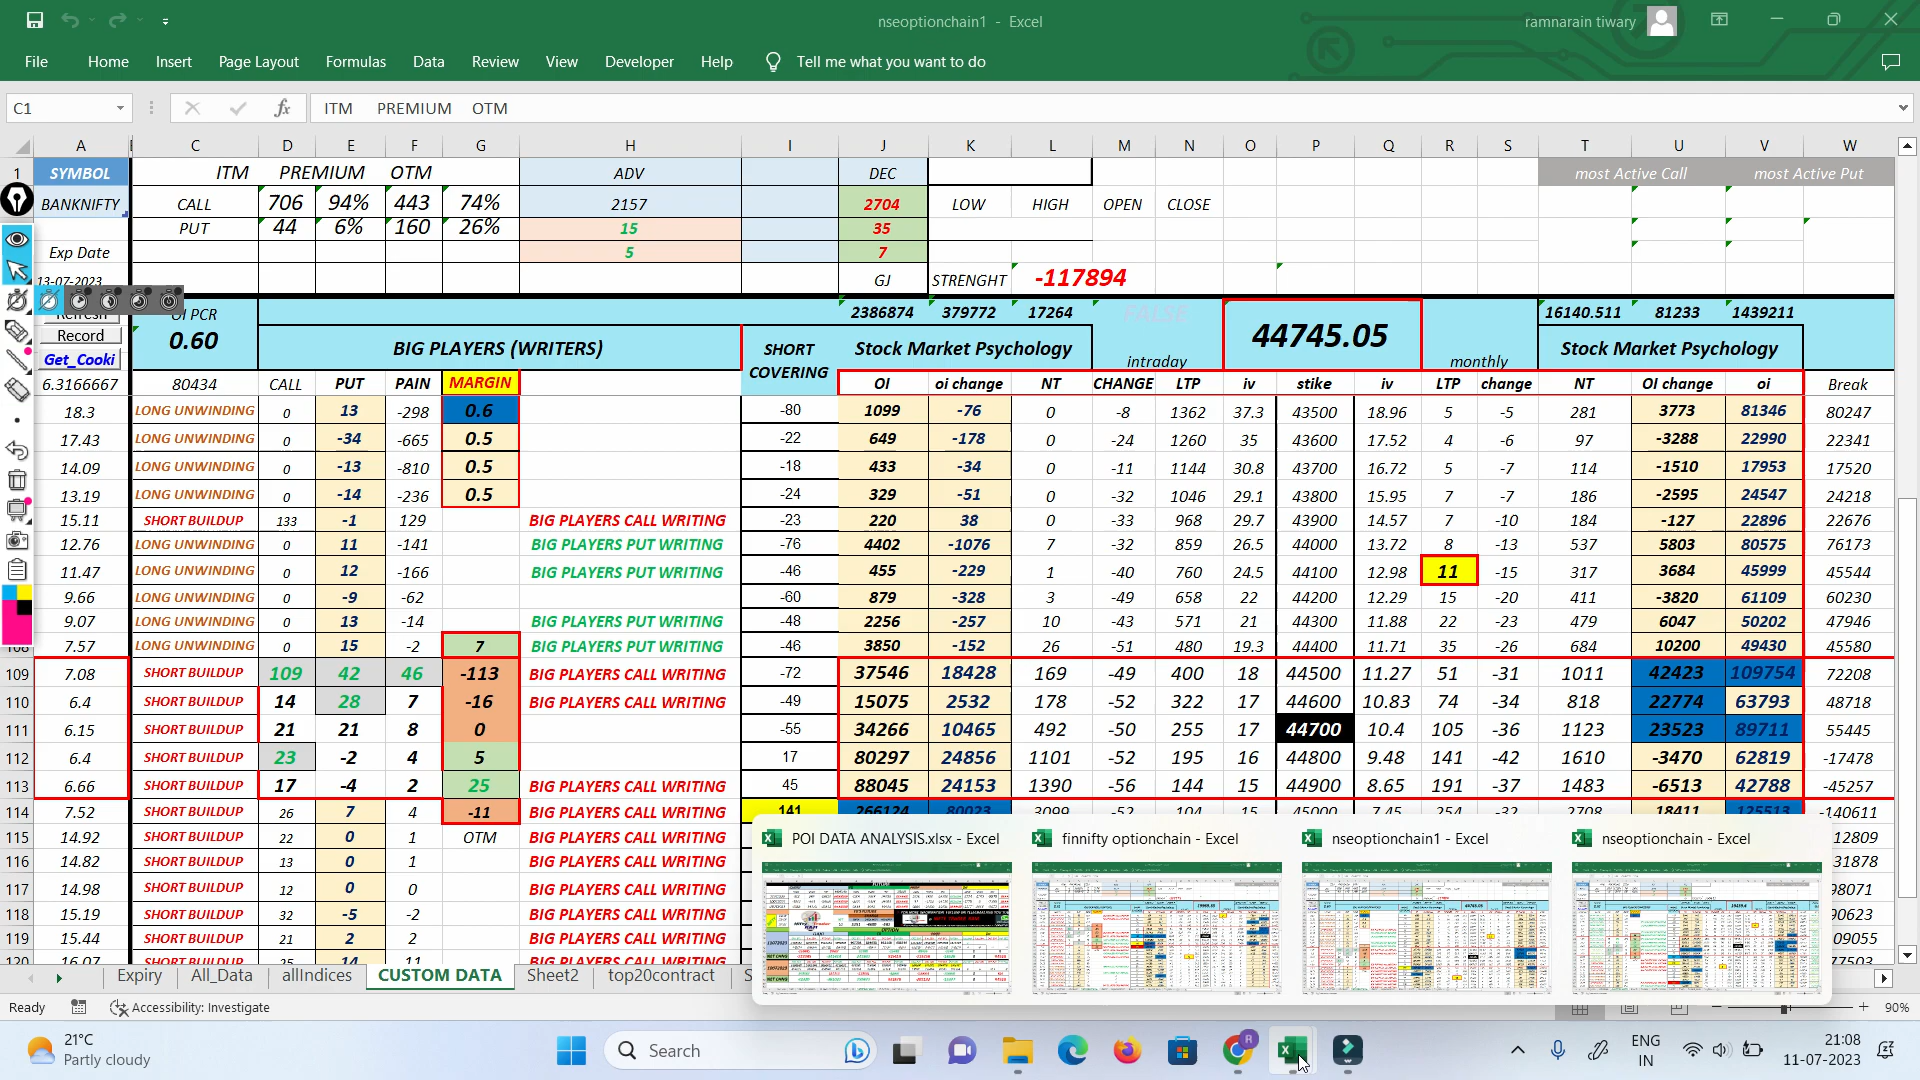 nseoptionchain1 - Excel
ramnarain tiwary
File Home Insert Page Layout Formulas Data Review View Developer Help Tell me what you want to do
C1 fx ITM PREMIUM OTM
A C D E F G H I J K L M N O P Q R S T U V W
1 SYMBOL ITM PREMIUM OTM ADV DEC most Active Call most Active Put
BANKNIFTY CALL 706 94% 443 74% 2157 2704 LOW HIGH OPEN CLOSE
PUT 44 6% 160 26% 15 35
Exp Date 5 7
13-07-2023 GJ STRENGHT -117894
OI PCR 2386874 379772 17264 FALSE 44745.05 16140.511 81233 1439211
Refresh
Record 0.60 BIG PLAYERS (WRITERS) SHORT COVERING Stock Market Psychology intraday monthly Stock Market Psychology
Get_Cooki
6.3166667 80434 CALL PUT PAIN MARGIN OI oi change NT CHANGE LTP iv stike iv LTP change NT OI change oi Break
18.3 LONG UNWINDING 0 13 -298 0.6 -80 1099 -76 0 -8 1362 37.3 43500 18.96 5 -5 281 3773 81346 80247
17.43 LONG UNWINDING 0 -34 -665 0.5 -22 649 -178 0 -24 1260 35 43600 17.52 4 -6 97 -3288 22990 22341
14.09 LONG UNWINDING 0 -13 -810 0.5 -18 433 -34 0 -11 1144 30.8 43700 16.72 5 -7 114 -1510 17953 17520
13.19 LONG UNWINDING 0 -14 -236 0.5 -24 329 -51 0 -32 1046 29.1 43800 15.95 7 -7 186 -2595 24547 24218
15.11 SHORT BUILDUP 133 -1 129 BIG PLAYERS CALL WRITING -23 220 38 0 -33 968 29.7 43900 14.57 7 -10 184 -127 22896 22676
12.76 LONG UNWINDING 0 11 -141 BIG PLAYERS PUT WRITING -76 4402 -1076 7 -32 859 26.5 44000 13.72 8 -13 537 5803 80575 76173
11.47 LONG UNWINDING 0 12 -166 BIG PLAYERS PUT WRITING -46 455 -229 1 -40 760 24.5 44100 12.98 11 -15 317 3684 45999 45544
9.66 LONG UNWINDING 0 -9 -62 -60 879 -328 3 -49 658 22 44200 12.29 15 -20 411 -3820 61109 60230
9.07 LONG UNWINDING 0 13 -14 BIG PLAYERS PUT WRITING -48 2256 -257 10 -43 571 21 44300 11.88 22 -23 479 6047 50202 47946
108 7.57 LONG UNWINDING 0 15 -2 7 BIG PLAYERS PUT WRITING -46 3850 -152 26 -51 480 19.3 44400 11.71 35 -26 684 10200 49430 45580
109 7.08 SHORT BUILDUP 109 42 46 -113 BIG PLAYERS CALL WRITING -72 37546 18428 169 -49 400 18 44500 11.27 51 -31 1011 42423 109754 72208
110 6.4 SHORT BUILDUP 14 28 7 -16 BIG PLAYERS CALL WRITING -49 15075 2532 178 -52 322 17 44600 10.83 74 -34 818 22774 63793 48718
111 6.15 SHORT BUILDUP 21 21 8 0 -55 34266 10465 492 -50 255 17 44700 10.4 105 -36 1123 23523 89711 55445
112 6.4 SHORT BUILDUP 23 -2 4 5 17 80297 24856 1101 -52 195 16 44800 9.48 141 -42 1610 -3470 62819 -17478
113 6.66 SHORT BUILDUP 17 -4 2 25 BIG PLAYERS CALL WRITING 45 88045 24153 1390 -56 144 15 44900 8.65 191 -37 1483 -6513 42788 -45257
114 7.52 SHORT BUILDUP 26 7 4 -11 BIG PLAYERS CALL WRITING 141 266124 80023 3099 -52 104 15 45000 7.45 254 -32 2708 18411 125513 -140611
115 14.92 SHORT BUILDUP 22 0 1 OTM BIG PLAYERS CALL WRITING 12809
116 14.82 SHORT BUILDUP 13 0 1 BIG PLAYERS CALL WRITING 31878
117 14.98 SHORT BUILDUP 12 0 0 BIG PLAYERS CALL WRITING 98071
118 15.19 SHORT BUILDUP 32 -5 -2 BIG PLAYERS CALL WRITING 90623
119 15.44 SHORT BUILDUP 21 2 2 BIG PLAYERS CALL WRITING 09055
120 16.07 SHORT BUILDUP 25 14 11 BIG PLAYERS CALL WRITING 77503
POI DATA ANALYSIS.xlsx - Excel finnifty optionchain - Excel nseoptionchain1 - Excel nseoptionchain - Excel
Expiry All_Data allIndices CUSTOM DATA Sheet2 top20contract S
Ready Accessibility: Investigate 90%
21°C
Partly cloudy
Search
ENG
IN
21:08
11-07-2023